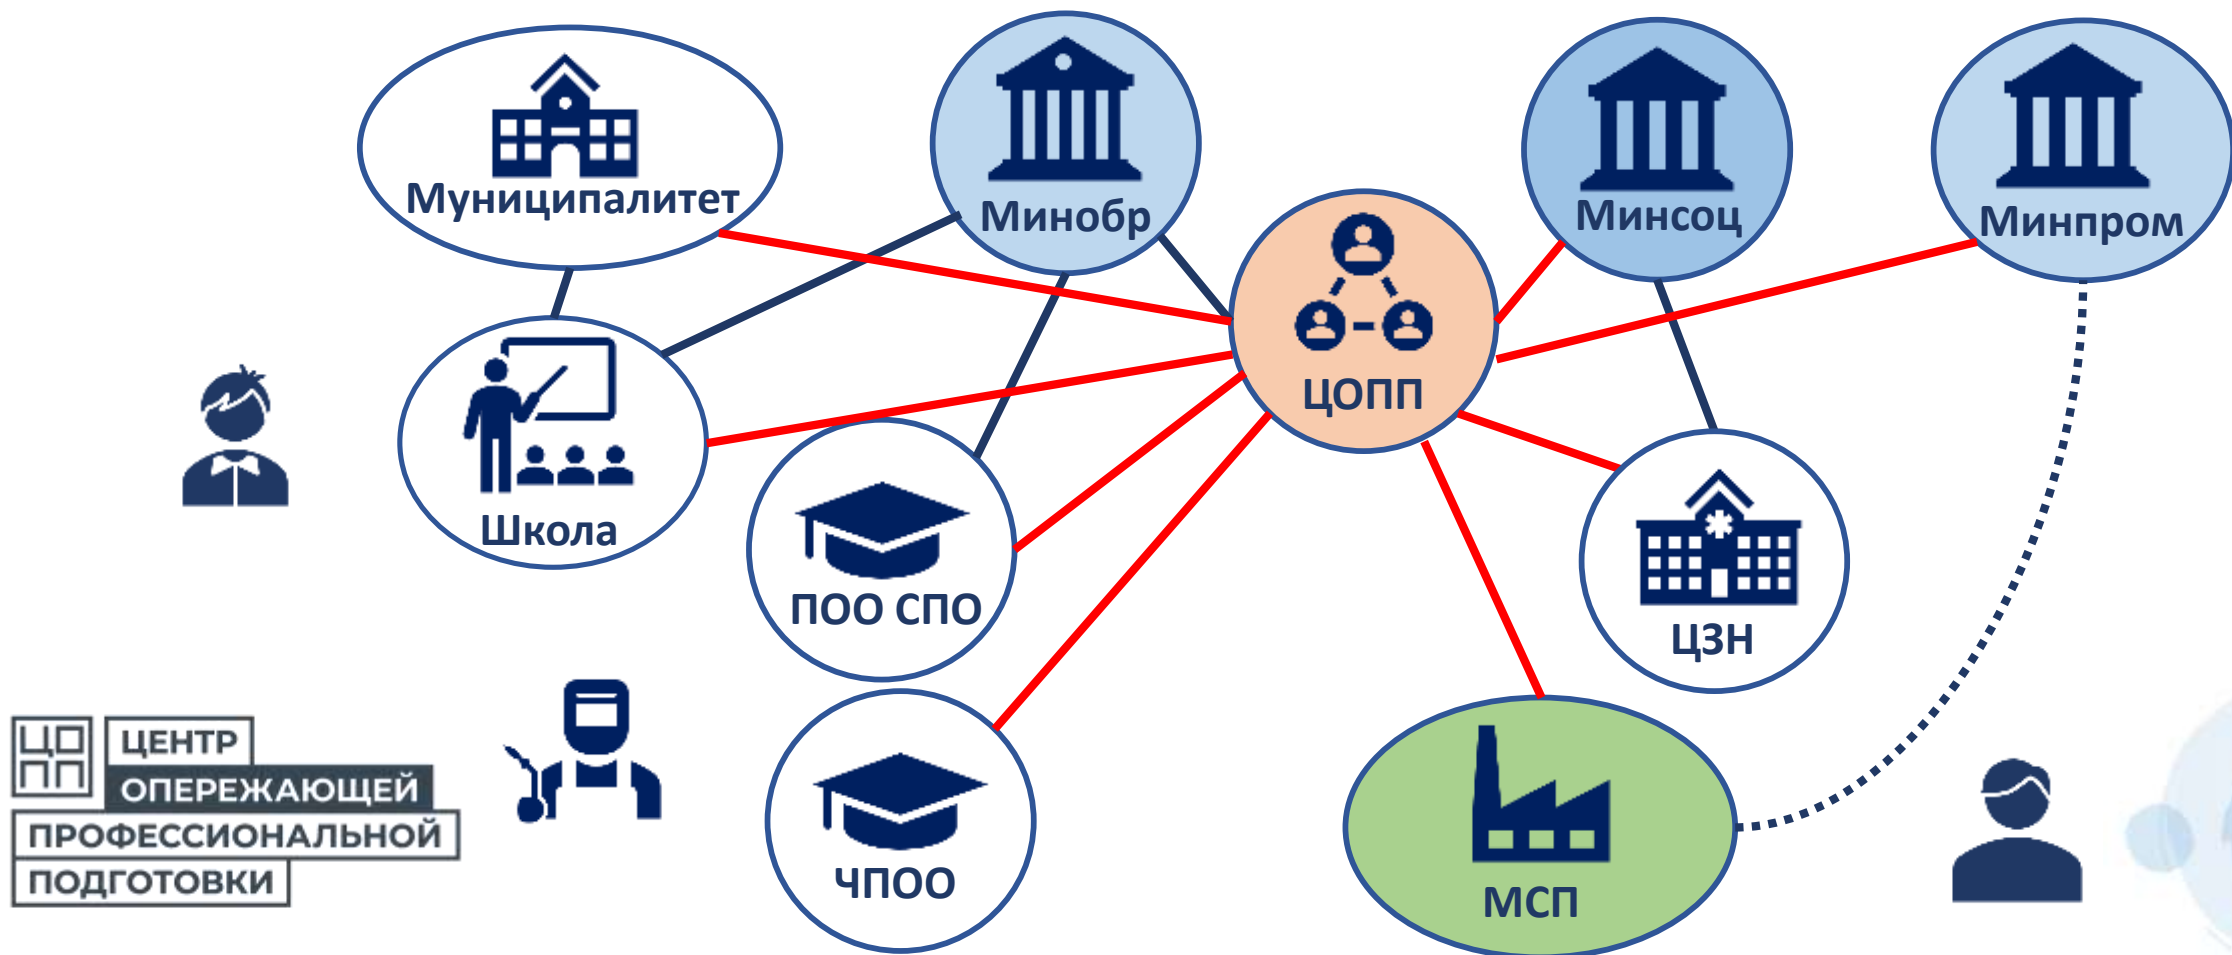 Муниципалитет
Минобр
Минсоц
Минпром
ЦОПП
Школа
ПОО СПО
ЦЗН
ЧПОО
МСП
ЦО
ПП
ЦЕНТР
ОПЕРЕЖАЮЩЕЙ
ПРОФЕССИОНАЛЬНОЙ
ПОДГОТОВКИ